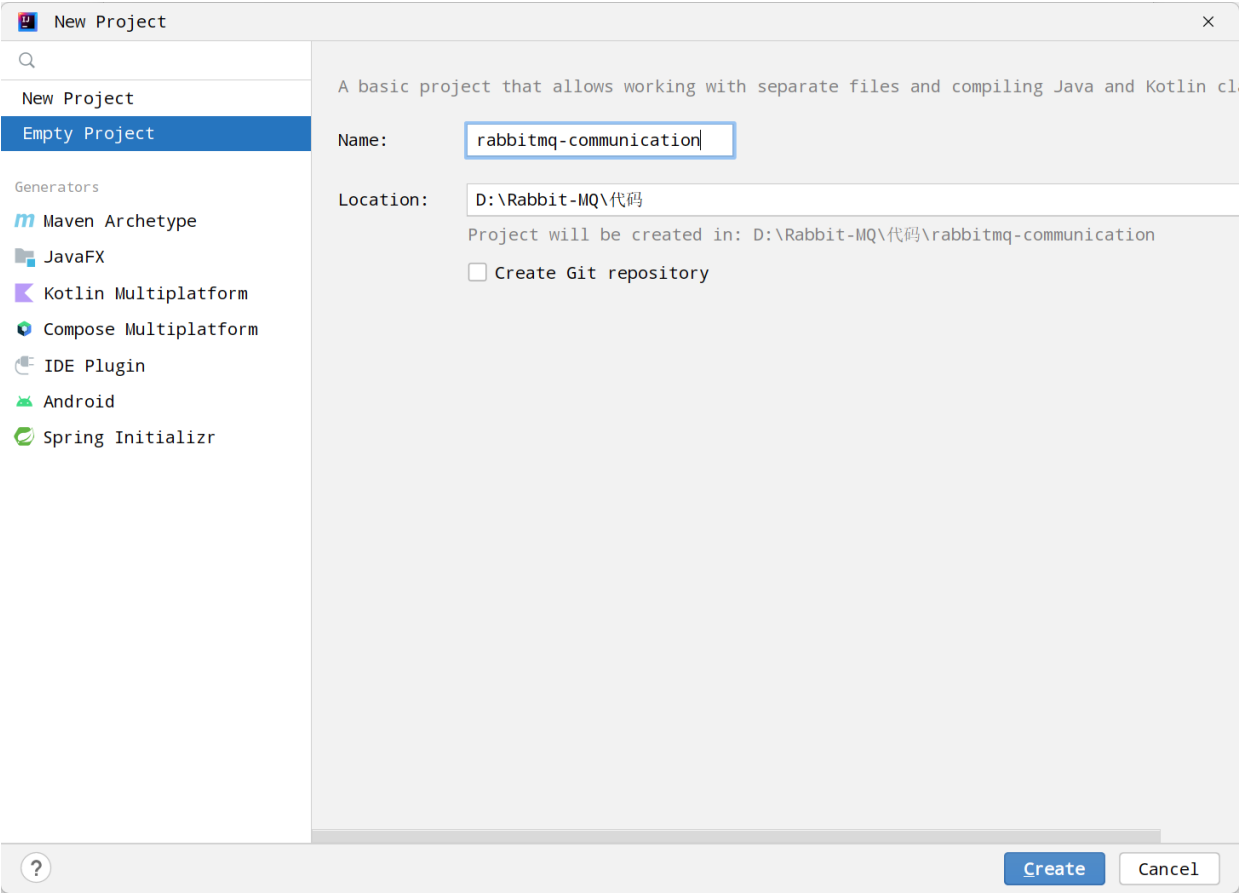 New Project
New Project
Empty Project
Generators
Maven Archetype
JavaFX
Kotlin Multiplatform
Compose Multiplatform
IDE Plugin
Android
Spring Initializr
A basic project that allows working with separate files and compiling Java and Kotlin cl
Name: rabbitmq-communication
Location: D:\Rabbit-MQ\代码
Project will be created in: D:\Rabbit-MQ\代码\rabbitmq-communication
Create Git repository
? Create Cancel